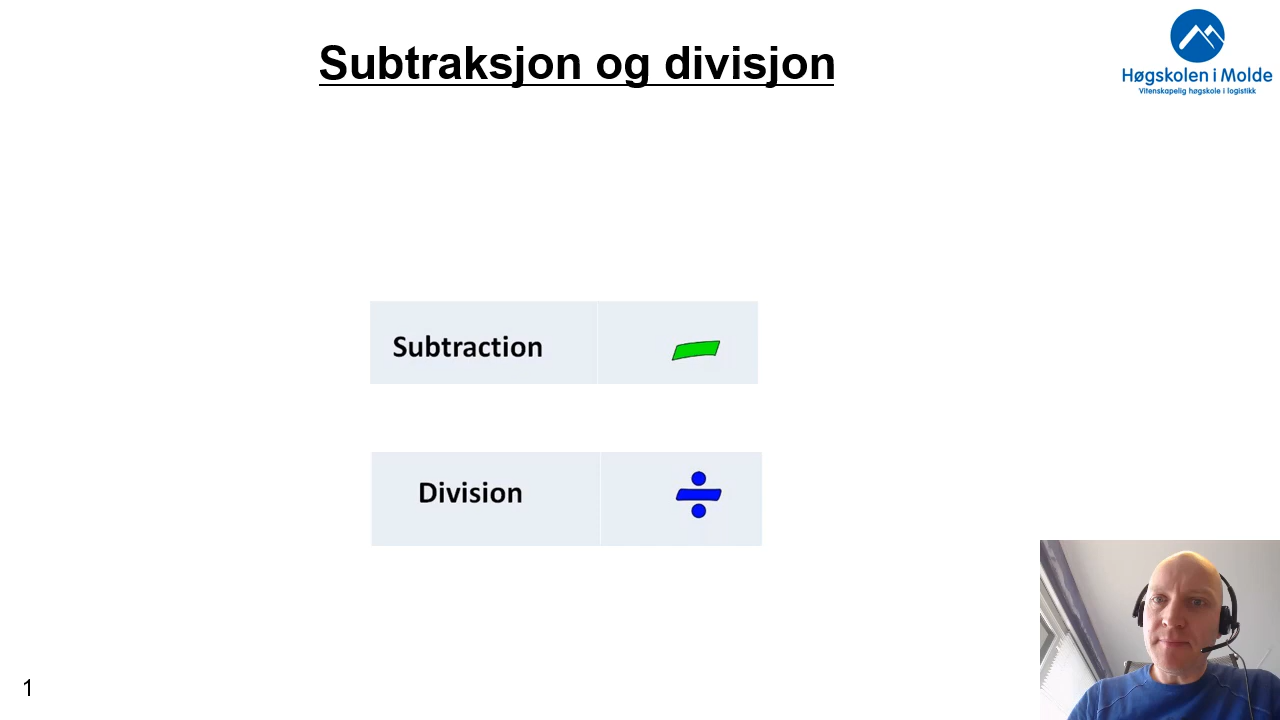 Subtraksjon og divisjon
Høgskolen i Molde
Vitenskapelig høgskole i logistikk
Subtraction
Division
1